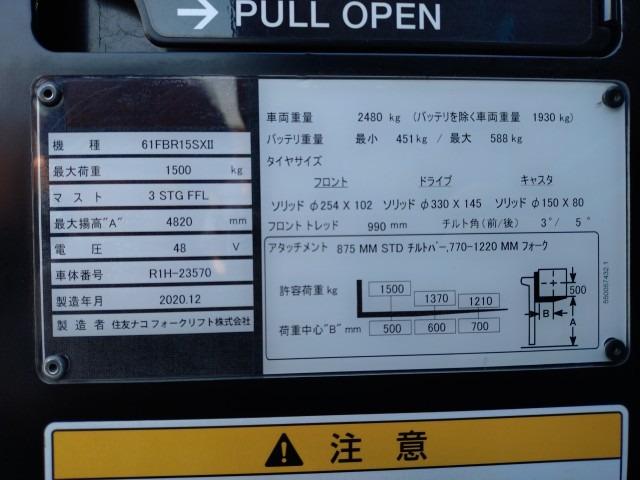 → PULL OPEN
機 種 61FBR15SXII
最大荷重 1500 kg
マスト 3 STG FFL
最大揚高"A" 4820 mm
電 圧 48 V
車体番号 R1H-23570
製造年月 2020.12
製造者 住友ナコ フォークリフト株式会社
車両重量 2480 kg (バッテリを除く車両重量 1930 kg)
バッテリ重量 最小 451 kg / 最大 588 kg
タイヤサイズ
フロント ドライブ キャスタ
ソリッド φ254 X 102 ソリッド φ330 X 145 ソリッド φ150 X 80
フロント トレッド 990 mm チルト角(前/後) 3° / 5°
アタッチメント 875 MM STD チルトバー,770-1220 MM フォーク
許容荷重 kg 1500 1370 1210
荷重中心"B" mm 500 600 700
500
B
A
550057432-1
注意